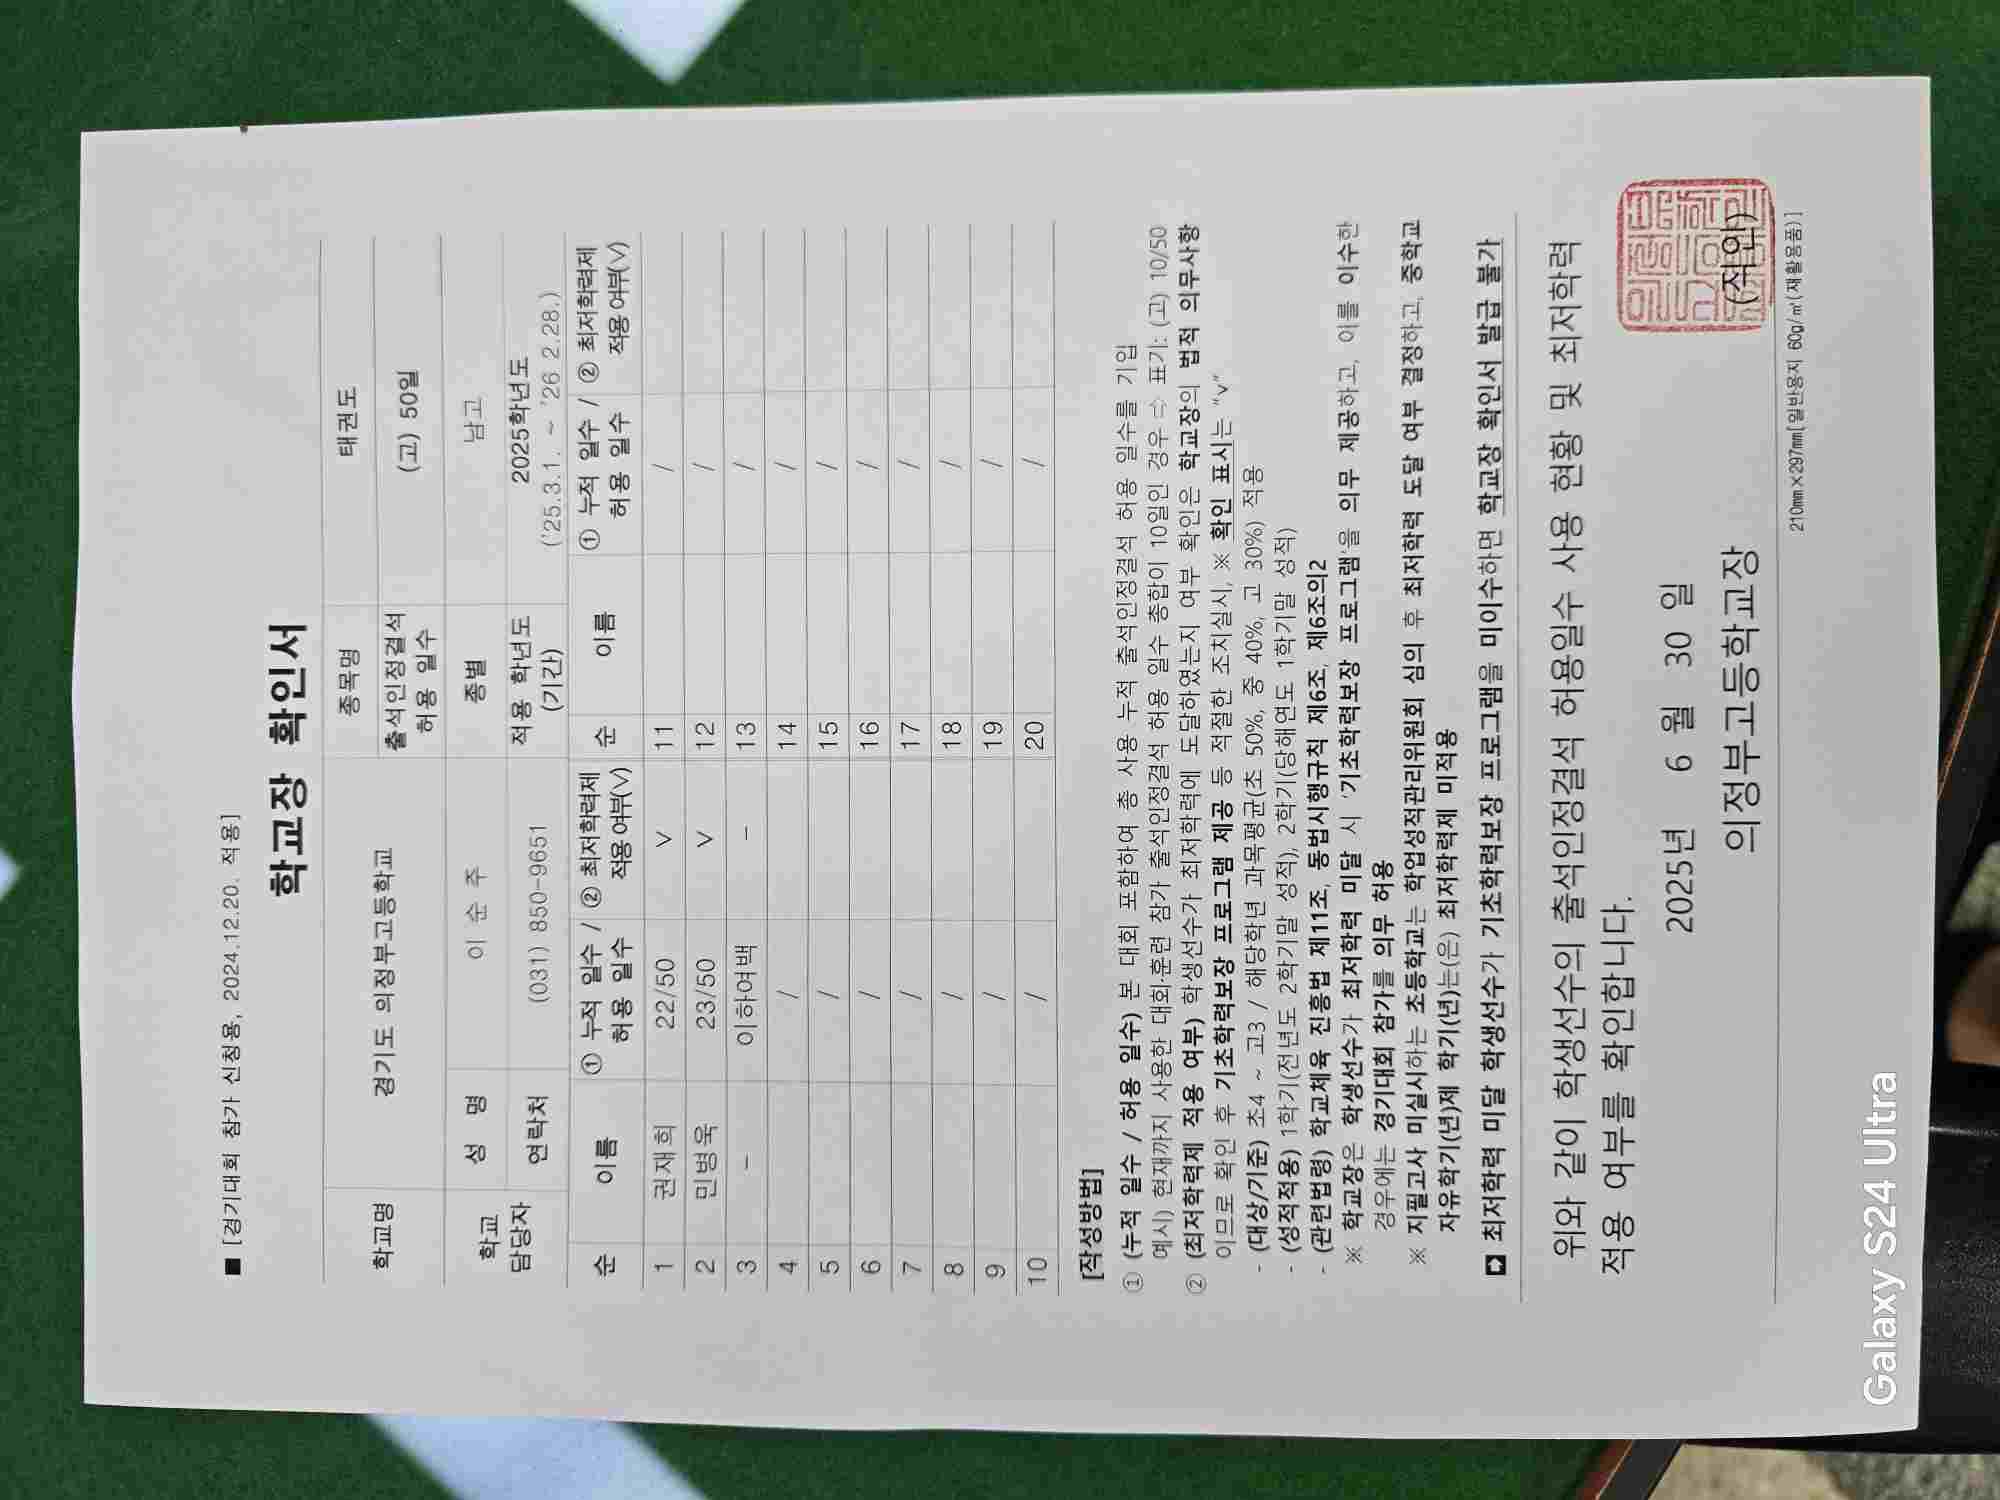 ■ [경기대회 참가 신청용, 2024.12.20. 적용]
학교장 확인서
학교명 경기도 의정부고등학교 종목명 태권도
출석인정결석 허용 일수 (고) 50일
학교 담당자 성 명 이 순 주 종별 남고
연락처 (031) 850-9651 적용 학년도 (기간) 2025학년도 ('25.3.1. ~ '26 2.28.)
순 이름 ① 누적 일수 / 허용 일수 ② 최저학력제 적용 여부(∨) 순 이름 ① 누적 일수 / 허용 일수 ② 최저학력제 적용 여부(∨)
1 권재희 22/50 ∨ 11 /
2 민병욱 23/50 ∨ 12 /
3 - 이하여백 - 13 /
4 / 14 /
5 / 15 /
6 / 16 /
7 / 17 /
8 / 18 /
9 / 19 /
10 / 20 /
[작성방법]
① (누적 일수 / 허용 일수) 본 대회 포함하여 총 사용 누적 출석인정결석 허용 일수를 기입
예시) 현재까지 사용한 대회·훈련 참가 출석인정결석 허용 일수 총합이 10일인 경우 ⇨ 표기: (고) 10/50
② (최저학력제 적용 여부) 학생선수가 최저학력에 도달하였는지 여부 확인은 학교장의 법적 의무사항
이므로 확인 후 기초학력보장 프로그램 제공 등 적절한 조치실시, ※ 확인 표시는 "∨"
- (대상/기준) 초4 ~ 고3 / 해당학년 과목평균(초 50%, 중 40%, 고 30%) 적용
- (성적적용) 1학기(전년도 2학기말 성적), 2학기(당해연도 1학기말 성적)
- (관련법령) 학교체육 진흥법 제11조, 동법시행규칙 제6조, 제6조의2
※ 학교장은 학생선수가 최저학력 미달 시 '기초학력보장 프로그램'을 의무 제공하고, 이를 이수한
경우에는 경기대회 참가를 의무 허용
※ 지필고사 미실시하는 초등학교는 학업성적관리위원회 심의 후 최저학력 도달 여부 결정하고, 중학교
자유학기(년)제 학기(년)는(은) 최저학력제 미적용
➡ 최저학력 미달 학생선수가 기초학력보장 프로그램을 미이수하면 학교장 확인서 발급 불가
위와 같이 학생선수의 출석인정결석 허용일수 사용 현황 및 최저학력
적용 여부를 확인합니다.
2025년 6 월 30 일
의정부고등학교장 (직인)
210㎜×297㎜[일반용지 60g/㎡(재활용품)]
Galaxy S24 Ultra